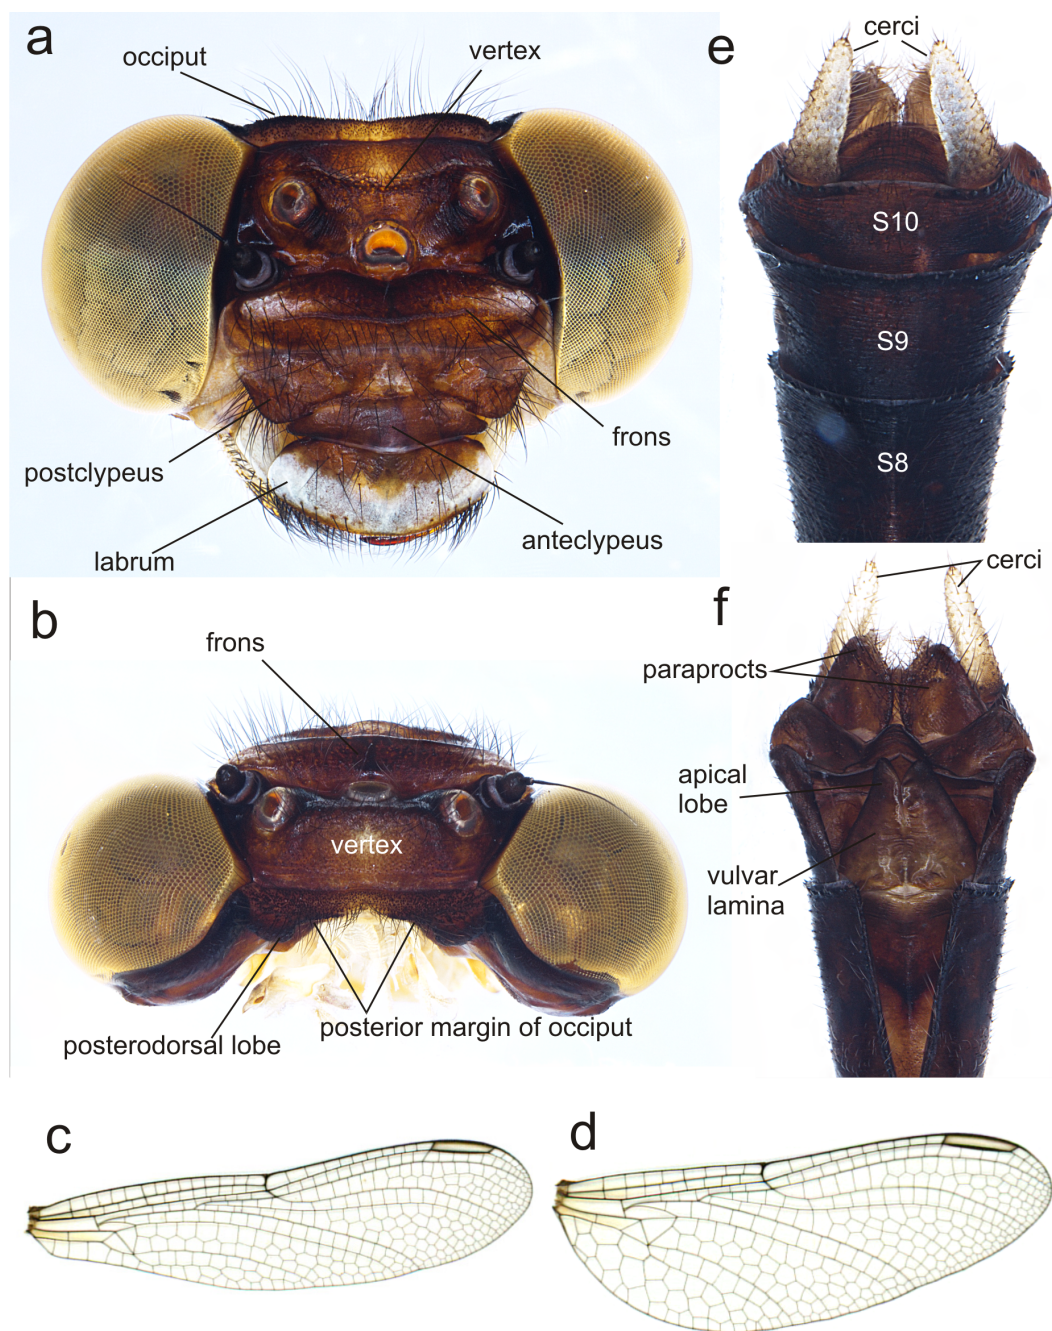 a
occiput
vertex
postclypeus
frons
labrum
anteclypeus
b
frons
vertex
posterodorsal lobe
posterior margin of occiput
c
d
e
cerci
S10
S9
S8
f
cerci
paraprocts
apical
lobe
vulvar
lamina